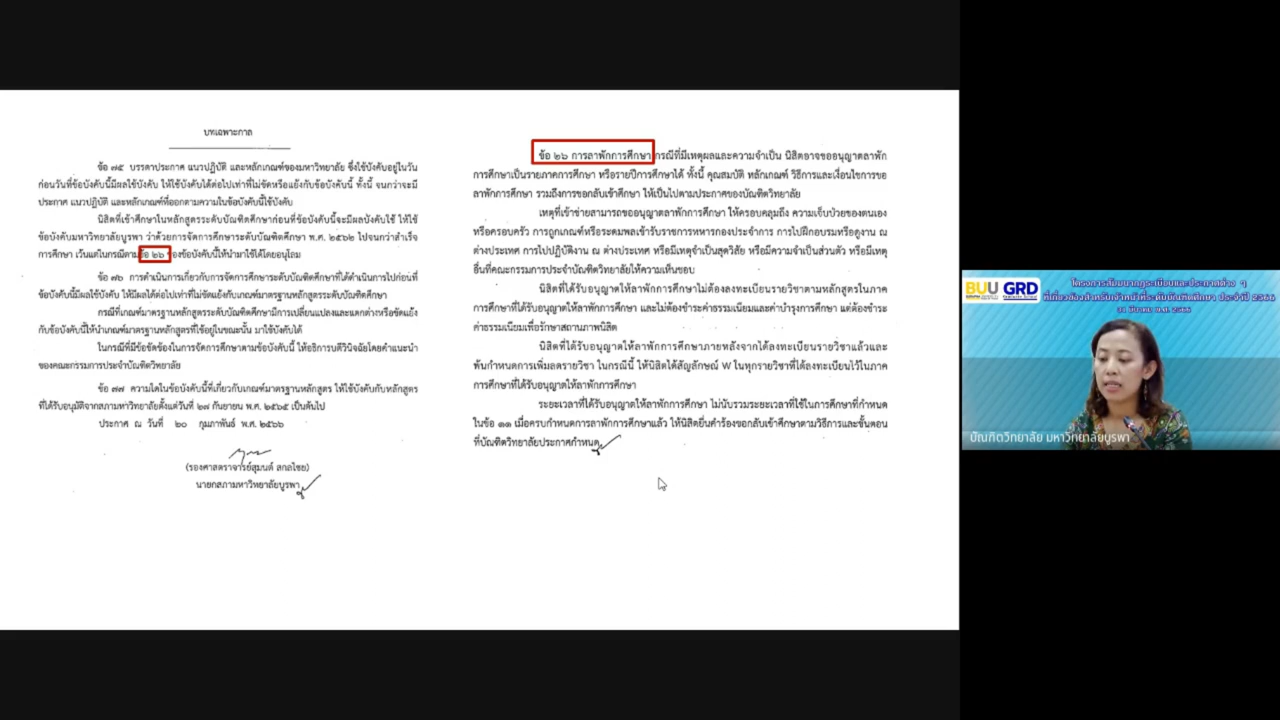 บทเฉพาะกาล
ข้อ ๗๕ บรรดาประกาศ แนวปฏิบัติ และหลักเกณฑ์ของมหาวิทยาลัย ซึ่งใช้บังคับอยู่ในวัน
ก่อนวันที่ข้อบังคับนี้มีผลใช้บังคับ ให้ใช้บังคับได้ต่อไปเท่าที่ไม่ขัดหรือแย้งกับข้อบังคับนี้ ทั้งนี้ จนกว่าจะมี
ประกาศ แนวปฏิบัติ และหลักเกณฑ์ที่ออกตามความในข้อบังคับนี้ใช้บังคับ
นิสิตที่เข้าศึกษาในหลักสูตรระดับบัณฑิตศึกษาก่อนที่ข้อบังคับนี้จะมีผลบังคับใช้ ให้ใช้
ข้อบังคับมหาวิทยาลัยบูรพา ว่าด้วยการจัดการศึกษาระดับบัณฑิตศึกษา พ.ศ. ๒๕๖๒ ไปจนกว่าสำเร็จ
การศึกษา เว้นแต่ในกรณีตามข้อ ๒๖ ของข้อบังคับนี้ให้นำมาใช้ได้โดยอนุโลม
ข้อ ๗๖ การดำเนินการเกี่ยวกับการจัดการศึกษาระดับบัณฑิตศึกษาที่ได้ดำเนินการไปก่อนที่
ข้อบังคับนี้มีผลใช้บังคับ ให้มีผลได้ต่อไปเท่าที่ไม่ขัดแย้งกับเกณฑ์มาตรฐานหลักสูตรระดับบัณฑิตศึกษา
กรณีที่เกณฑ์มาตรฐานหลักสูตรระดับบัณฑิตศึกษามีการเปลี่ยนแปลงและแตกต่างหรือขัดแย้ง
กับข้อบังคับนี้ให้นำเกณฑ์มาตรฐานหลักสูตรที่ใช้อยู่ในขณะนั้น มาใช้บังคับได้
ในกรณีที่มีข้อขัดข้องในการจัดการศึกษาตามข้อบังคับนี้ ให้อธิการบดีวินิจฉัยโดยคำแนะนำ
ของคณะกรรมการประจำบัณฑิตวิทยาลัย
ข้อ ๗๗ ความใดในข้อบังคับนี้ที่เกี่ยวกับเกณฑ์มาตรฐานหลักสูตร ให้ใช้บังคับกับหลักสูตร
ที่ได้รับอนุมัติจากสภามหาวิทยาลัยตั้งแต่วันที่ ๒๗ กันยายน พ.ศ. ๒๕๖๕ เป็นต้นไป
ประกาศ ณ วันที่ ๒๐ กุมภาพันธ์ พ.ศ. ๒๕๖๖
(รองศาสตราจารย์สุมนต์ สกลไชย)
นายกสภามหาวิทยาลัยบูรพา
ข้อ ๒๖ การลาพักการศึกษา กรณีที่มีเหตุผลและความจำเป็น นิสิตอาจขออนุญาตลาพัก
การศึกษาเป็นรายภาคการศึกษา หรือรายปีการศึกษาได้ ทั้งนี้ คุณสมบัติ หลักเกณฑ์ วิธีการและเงื่อนไขการขอ
ลาพักการศึกษา รวมถึงการขอกลับเข้าศึกษา ให้เป็นไปตามประกาศของบัณฑิตวิทยาลัย
เหตุที่เข้าข่ายสามารถขออนุญาตลาพักการศึกษา ให้ครอบคลุมถึง ความเจ็บป่วยของตนเอง
หรือครอบครัว การถูกเกณฑ์หรือระดมพลเข้ารับราชการทหารกองประจำการ การไปฝึกอบรมหรือดูงาน ณ
ต่างประเทศ การไปปฏิบัติงาน ณ ต่างประเทศ หรือมีเหตุจำเป็นสุดวิสัย หรือมีความจำเป็นส่วนตัว หรือมีเหตุ
อื่นที่คณะกรรมการประจำบัณฑิตวิทยาลัยให้ความเห็นชอบ
นิสิตที่ได้รับอนุญาตให้ลาพักการศึกษาไม่ต้องลงทะเบียนรายวิชาตามหลักสูตรในภาค
การศึกษาที่ได้รับอนุญาตให้ลาพักการศึกษา และไม่ต้องชำระค่าธรรมเนียมและค่าบำรุงการศึกษา แต่ต้องชำระ
ค่าธรรมเนียมเพื่อรักษาสถานภาพนิสิต
นิสิตที่ได้รับอนุญาตให้ลาพักการศึกษาภายหลังจากได้ลงทะเบียนรายวิชาแล้วและ
พ้นกำหนดการเพิ่มลดรายวิชา ในกรณีนี้ ให้นิสิตได้สัญลักษณ์ W ในทุกรายวิชาที่ได้ลงทะเบียนไว้ในภาค
การศึกษาที่ได้รับอนุญาตให้ลาพักการศึกษา
ระยะเวลาที่ได้รับอนุญาตให้ลาพักการศึกษา ไม่นับรวมระยะเวลาที่ใช้ในการศึกษาที่กำหนด
ในข้อ ๑๑ เมื่อครบกำหนดการลาพักการศึกษาแล้ว ให้นิสิตยื่นคำร้องขอกลับเข้าศึกษาตามวิธีการและขั้นตอน
ที่บัณฑิตวิทยาลัยประกาศกำหนด
BUU GRD
โครงการสัมมนากฎระเบียบและประกาศต่าง ๆ
ที่เกี่ยวข้องสำหรับเจ้าหน้าที่ระดับบัณฑิตศึกษา ประจำปี 2566
31 มีนาคม พ.ศ. 2566
บัณฑิตวิทยาลัย มหาวิทยาลัยบูรพา